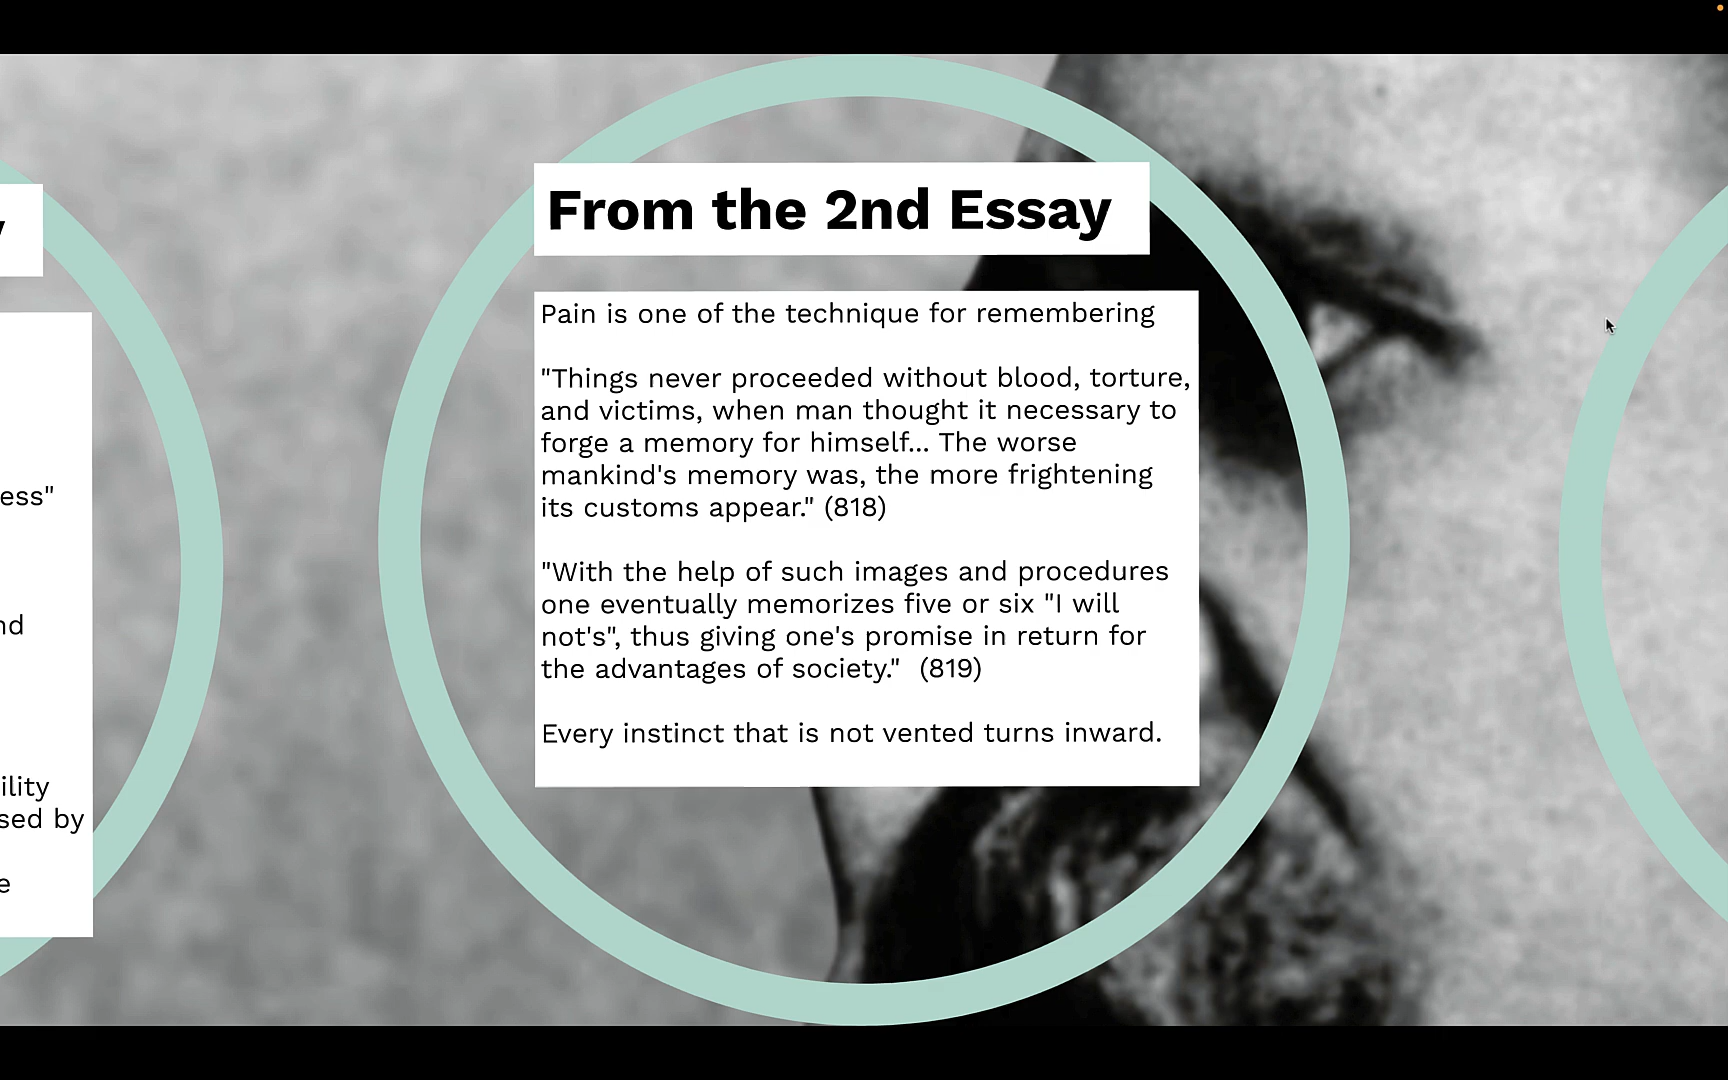 y
ess"
nd
ility
sed by
e
From the 2nd Essay
Pain is one of the technique for remembering
"Things never proceeded without blood, torture,
and victims, when man thought it necessary to
forge a memory for himself... The worse
mankind's memory was, the more frightening
its customs appear." (818)
"With the help of such images and procedures
one eventually memorizes five or six "I will
not's", thus giving one's promise in return for
the advantages of society."  (819)
Every instinct that is not vented turns inward.